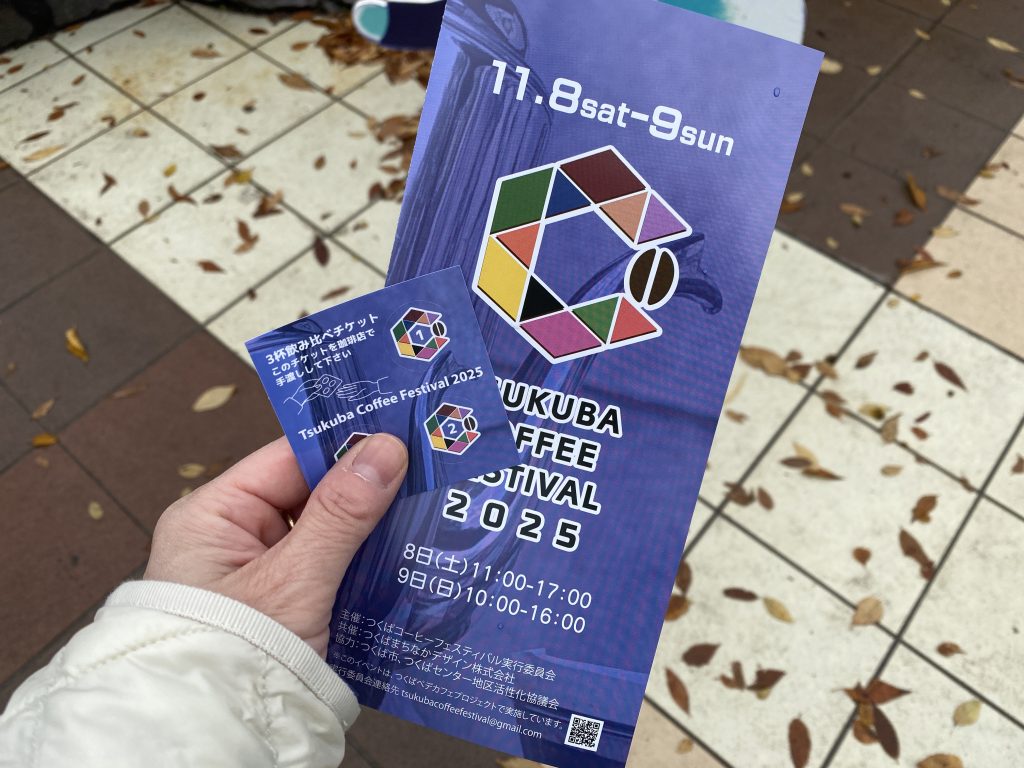 11.8sat-9sun
TSUKUBA
COFFEE
FESTIVAL
2025
8日(土)11:00-17:00
9日(日)10:00-16:00
主催：つくばコーヒーフェスティバル実行委員会
共催：つくばまちなかデザイン株式会社
協力：つくば市、つくばセンター地区活性化協議会
このイベントは、つくばペデカフェプロジェクトで実施しています。
実行委員会連絡先 tsukubacoffeefestival@gmail.com
3杯飲み比べチケット
このチケットを珈琲店で
手渡しして下さい
1
Tsukuba Coffee Festival 2025
2